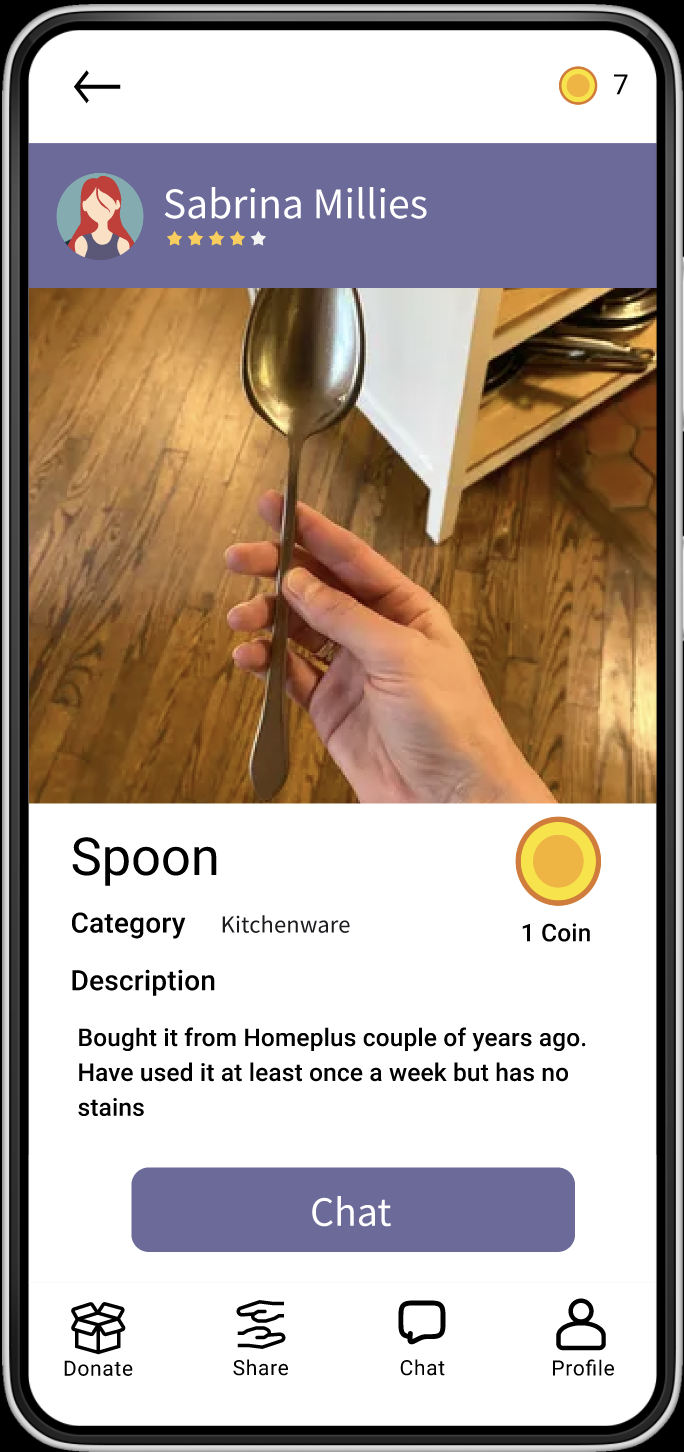 7
Sabrina Millies
Spoon
Category Kitchenware
1 Coin
Description
Bought it from Homeplus couple of years ago.
Have used it at least once a week but has no
stains
Chat
Donate Share Chat Profile